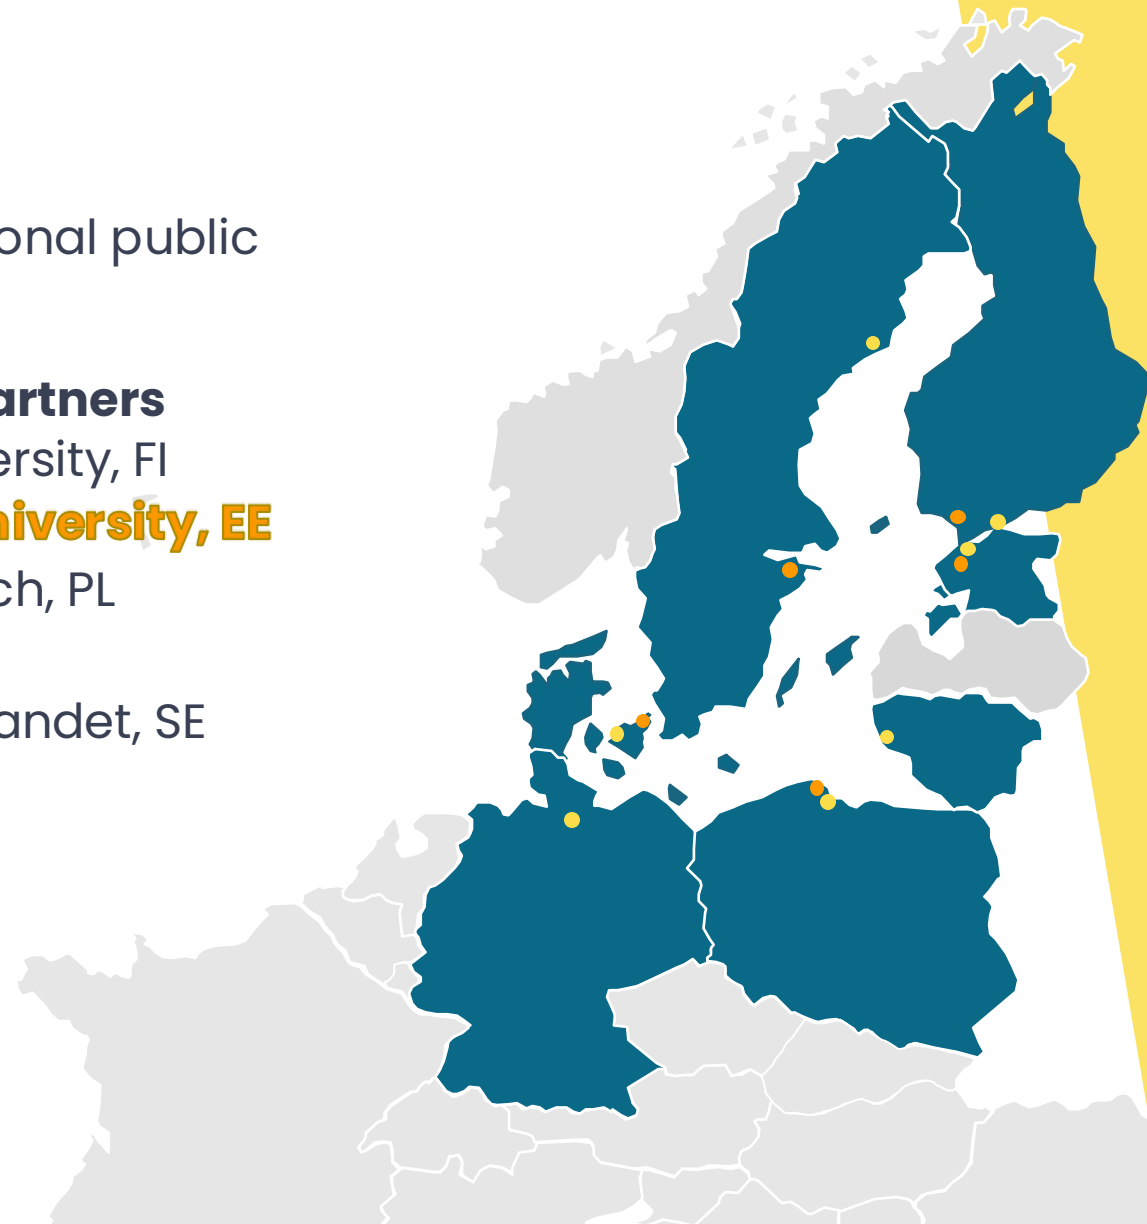 onal public
artners
ersity, FI
niversity, EE
ch, PL
andet, SE